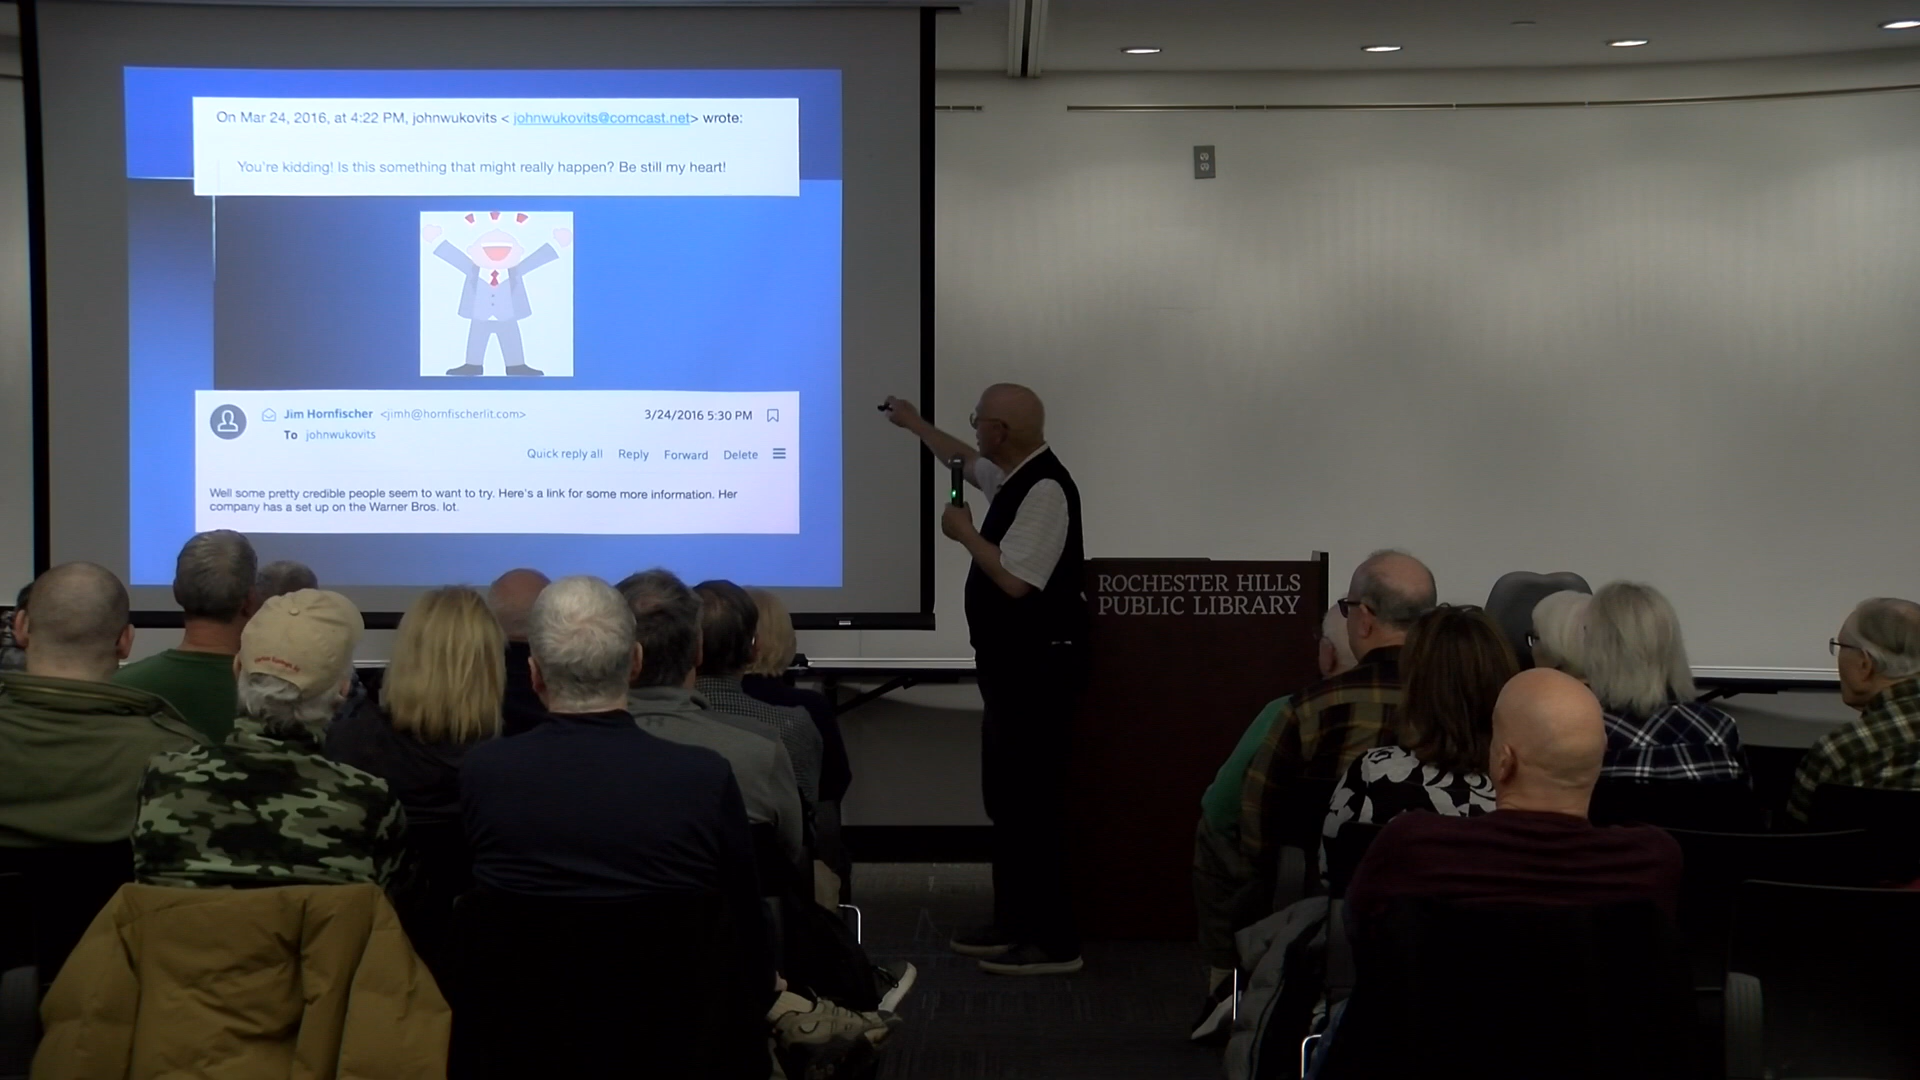 On Mar 24, 2016, at 4:22 PM, johnwukovits < johnwukovits@comcast.net> wrote:
You're kidding! Is this something that might really happen? Be still my heart!
Jim Hornfischer <jimh@hornfischerlit.com> 3/24/2016 5:30 PM
To johnwukovits
Quick reply all Reply Forward Delete
Well some pretty credible people seem to want to try. Here's a link for some more information. Her
company has a set up on the Warner Bros. lot.
ROCHESTER HILLS
PUBLIC LIBRARY